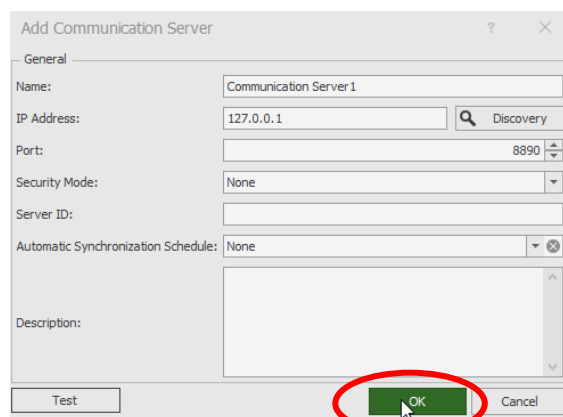 Add Communication Server ? ×
General
Name: Communication Server1
IP Address: 127.0.0.1 Discovery
Port: 8890
Security Mode: None
Server ID:
Automatic Synchronization Schedule: None
Description:
Test OK Cancel